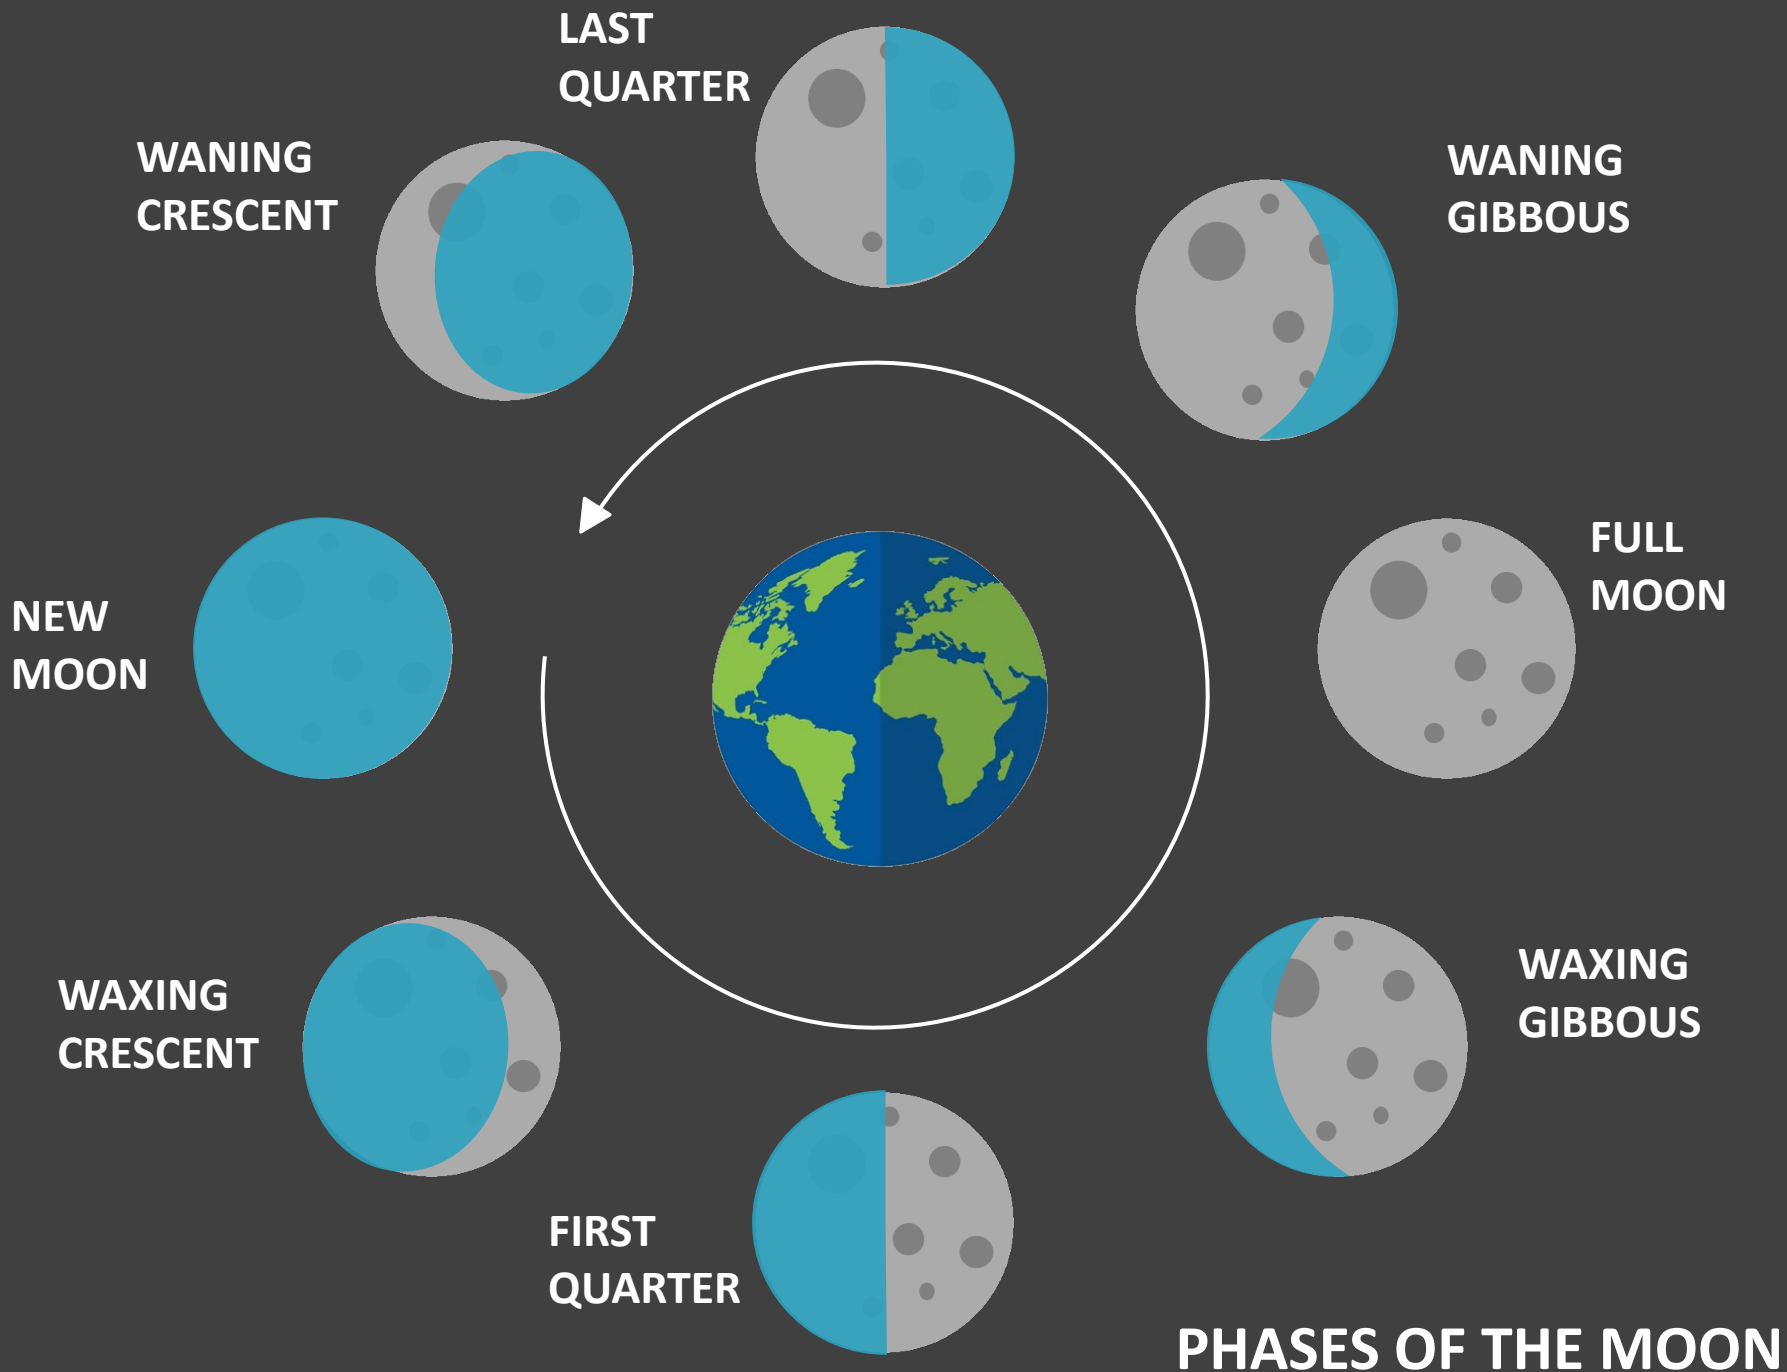 LAST
QUARTER
WANING
CRESCENT
WANING
GIBBOUS
NEW
MOON
FULL
MOON
WAXING
CRESCENT
WAXING
GIBBOUS
FIRST
QUARTER
PHASES OF THE MOON